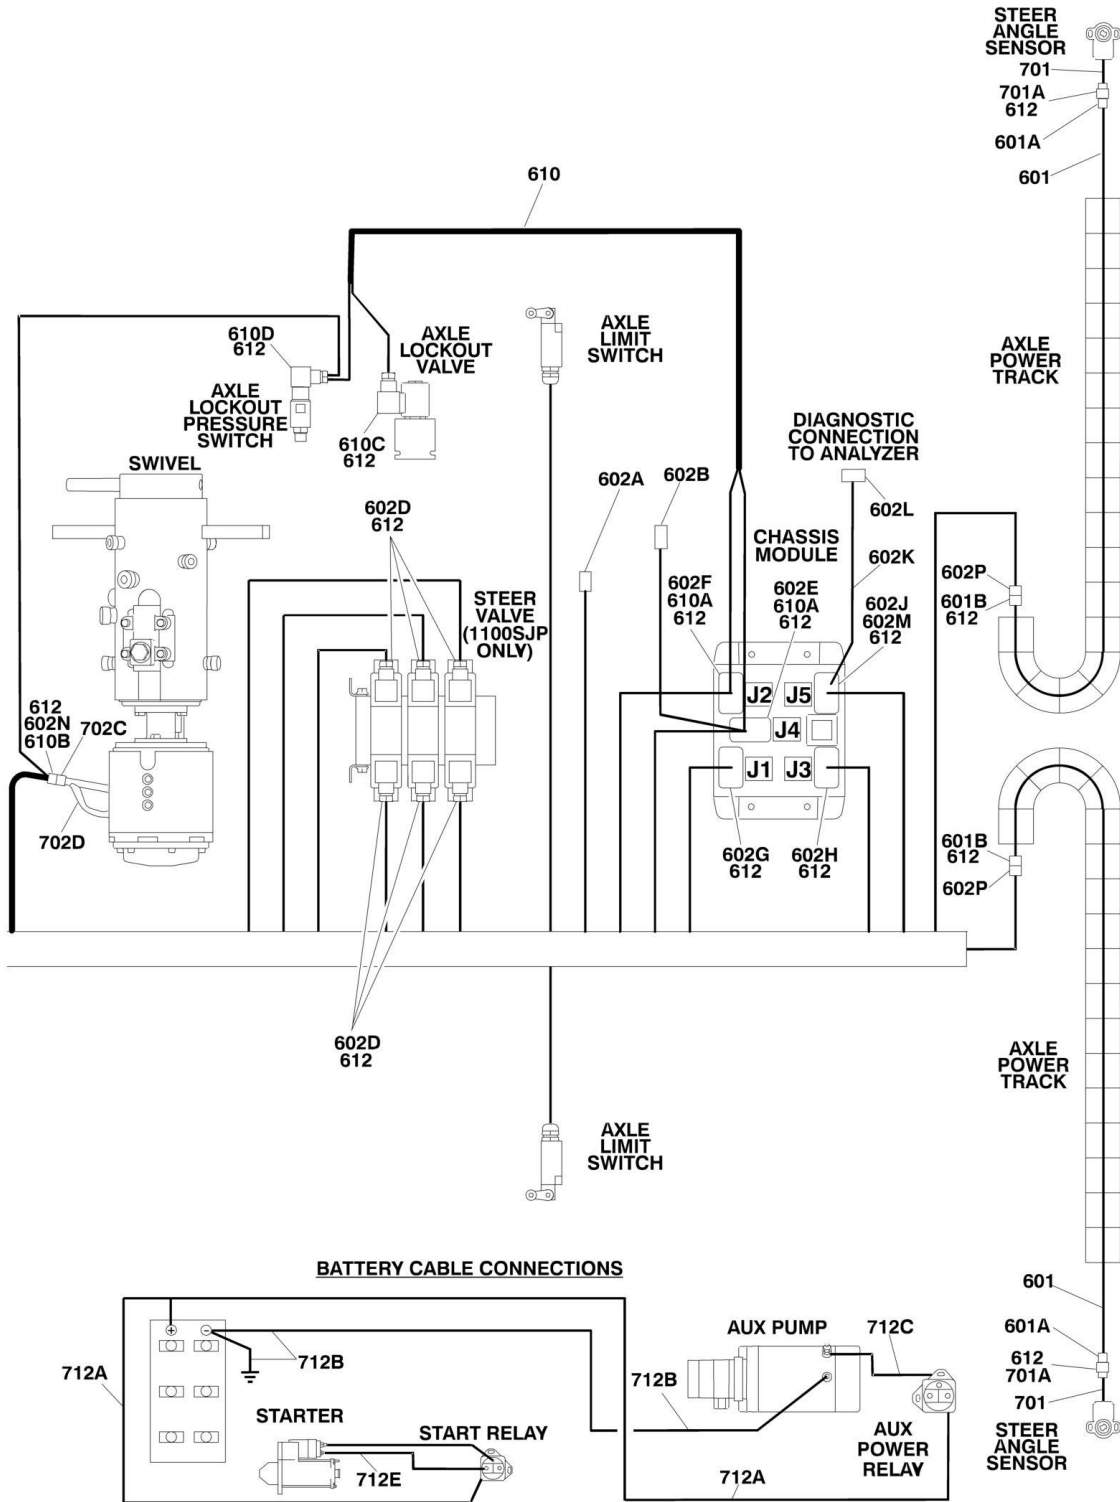 STEER
ANGLE
SENSOR
701
701A
612
601A
601
610
610D
612
AXLE
LOCKOUT
VALVE
AXLE
LIMIT
SWITCH
AXLE
POWER
TRACK
AXLE
LOCKOUT
PRESSURE
SWITCH
610C
612
DIAGNOSTIC
CONNECTION
TO ANALYZER
SWIVEL
602A
602B
602L
602D
612
CHASSIS
MODULE
602K
602F
610A
612
602E
610A
612
602J
602M
612
602P
601B
612
STEER
VALVE
(1100SJP
ONLY)
J2
J5
J4
J1
J3
612
602N
610B
702C
702D
602G
612
602H
612
601B
612
602P
602D
612
AXLE
POWER
TRACK
AXLE
LIMIT
SWITCH
BATTERY CABLE CONNECTIONS
601
601A
612
701A
701
STEER
ANGLE
SENSOR
AUX PUMP
712C
712A
+
-
712B
712B
STARTER
START RELAY
AUX
POWER
RELAY
712E
712A